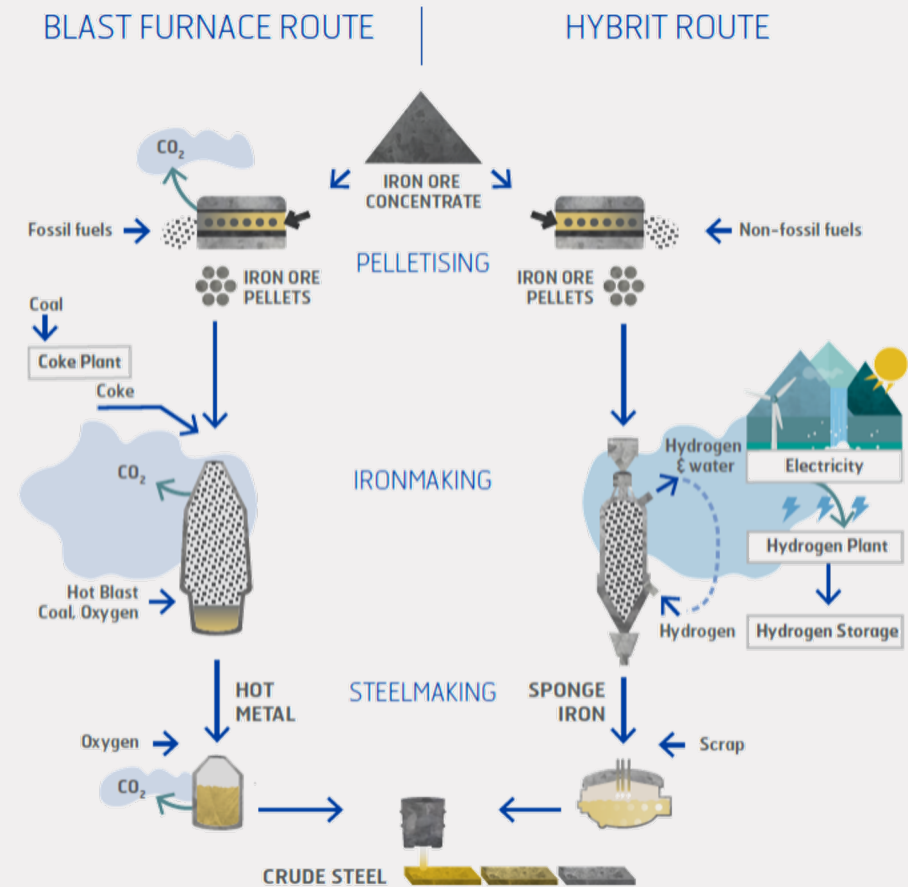 BLAST FURNACE ROUTE
HYBRIT ROUTE
CO₂
IRON ORE
CONCENTRATE
Fossil fuels
Non-fossil fuels
PELLETISING
IRON ORE
PELLETS
IRON ORE
PELLETS
Coal
Coke Plant
Coke
CO₂
IRONMAKING
Hydrogen
& water
Electricity
Hydrogen Plant
Hot Blast
Coal, Oxygen
Hydrogen
Hydrogen Storage
HOT
METAL
STEELMAKING
SPONGE
IRON
Oxygen
Scrap
CO₂
CRUDE STEEL